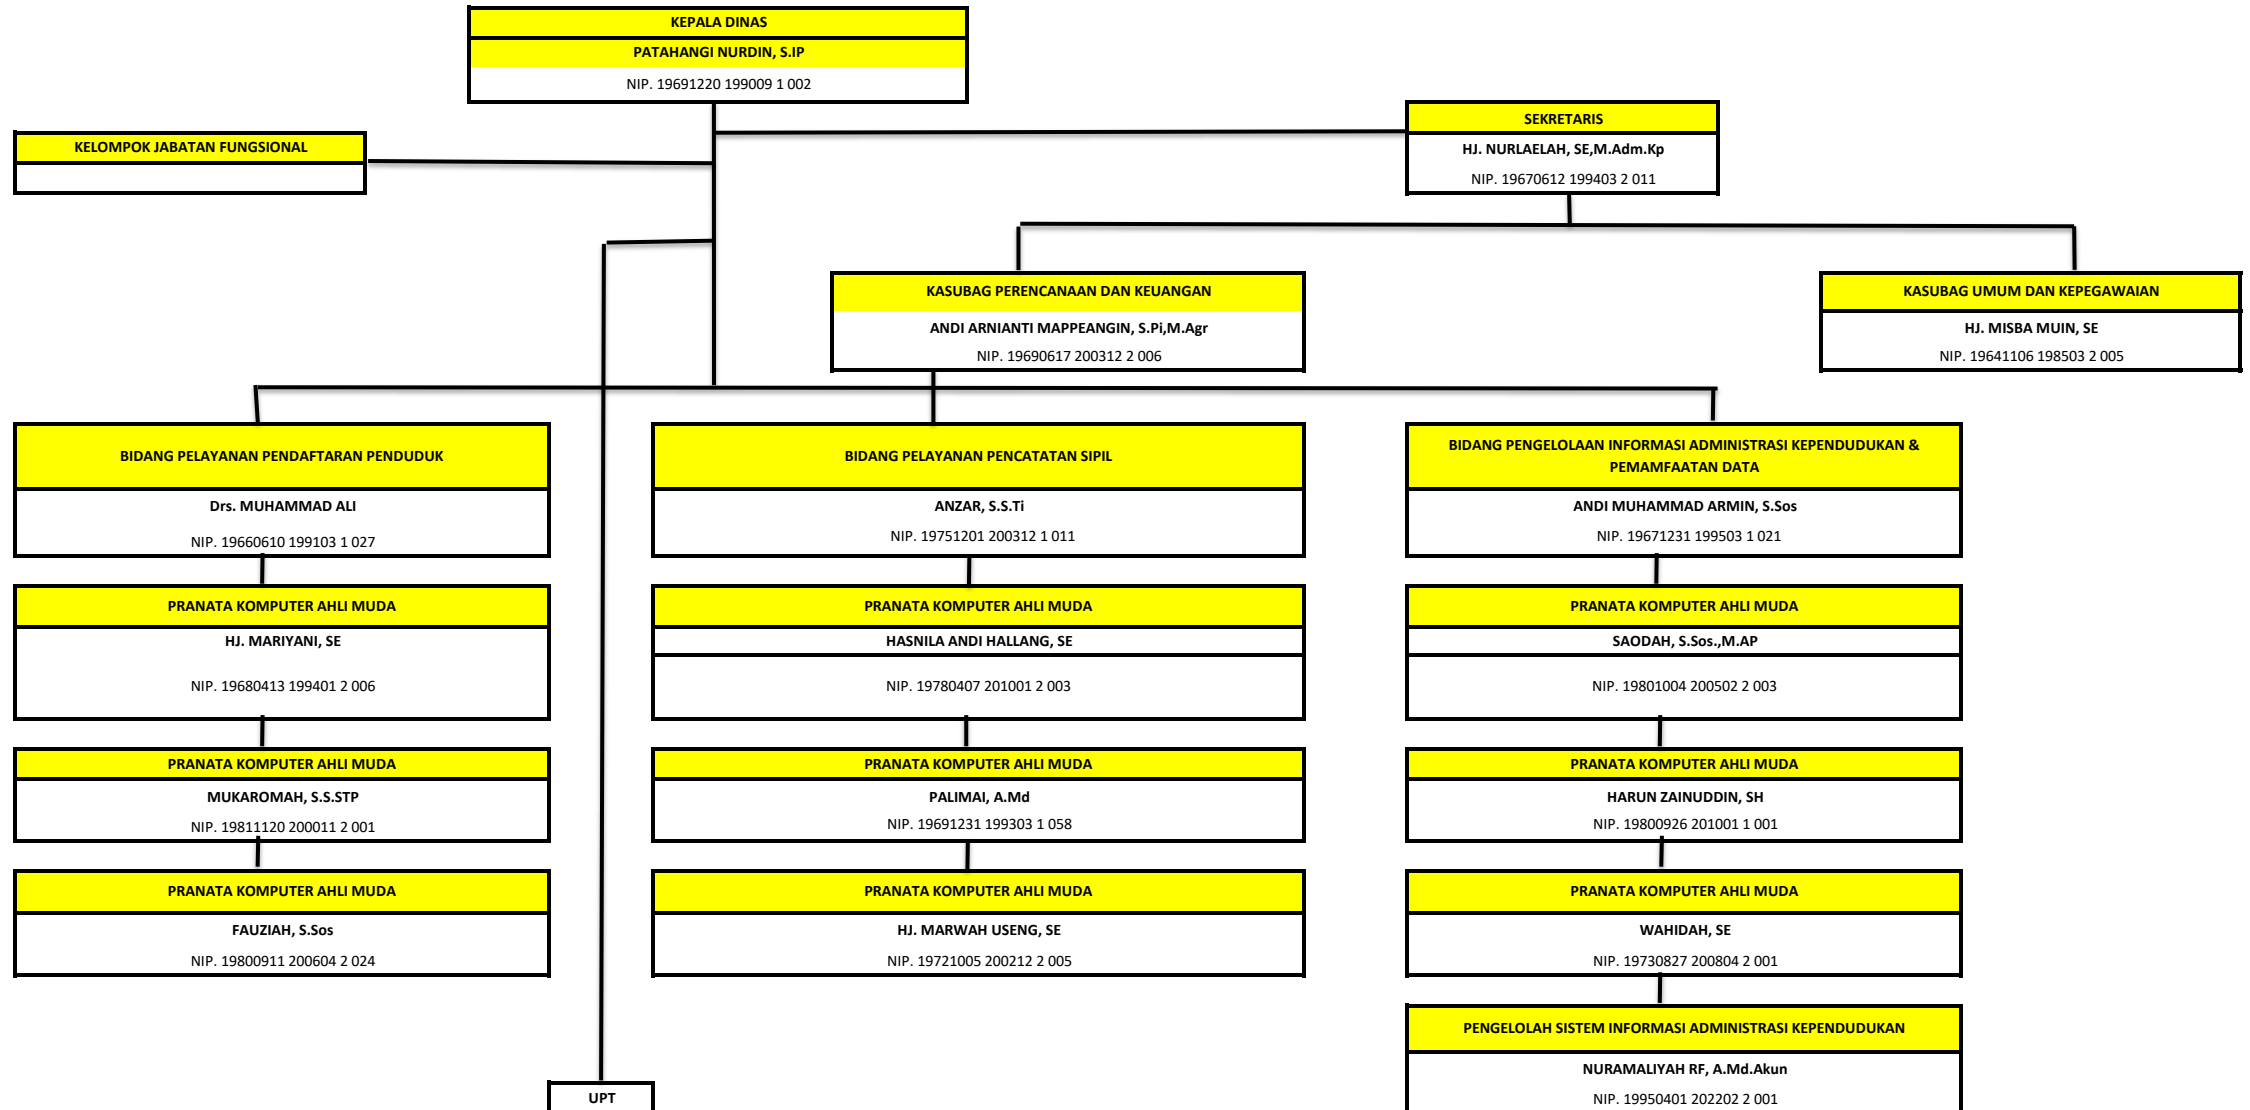 KEPALA DINAS
PATAHANGI NURDIN, S.IP
NIP. 19691220 199009 1 002
SEKRETARIS
HJ. NURLAELAH, SE,M.Adm.Kp
NIP. 19670612 199403 2 011
KELOMPOK JABATAN FUNGSIONAL
KASUBAG PERENCANAAN DAN KEUANGAN
ANDI ARNIANTI MAPPEANGIN, S.Pi,M.Agr
NIP. 19690617 200312 2 006
KASUBAG UMUM DAN KEPEGAWAIAN
HJ. MISBA MUIN, SE
NIP. 19641106 198503 2 005
BIDANG PELAYANAN PENDAFTARAN PENDUDUK
Drs. MUHAMMAD ALI
NIP. 19660610 199103 1 027
PRANATA KOMPUTER AHLI MUDA
HJ. MARIYANI, SE
NIP. 19680413 199401 2 006
PRANATA KOMPUTER AHLI MUDA
MUKAROMAH, S.S.STP
NIP. 19811120 200011 2 001
PRANATA KOMPUTER AHLI MUDA
FAUZIAH, S.Sos
NIP. 19800911 200604 2 024
BIDANG PELAYANAN PENCATATAN SIPIL
ANZAR, S.S.Ti
NIP. 19751201 200312 1 011
PRANATA KOMPUTER AHLI MUDA
HASNILA ANDI HALLANG, SE
NIP. 19780407 201001 2 003
PRANATA KOMPUTER AHLI MUDA
PALIMAI, A.Md
NIP. 19691231 199303 1 058
PRANATA KOMPUTER AHLI MUDA
HJ. MARWAH USENG, SE
NIP. 19721005 200212 2 005
BIDANG PENGELOLAAN INFORMASI ADMINISTRASI KEPENDUDUKAN &
PEMAMFAATAN DATA
ANDI MUHAMMAD ARMIN, S.Sos
NIP. 19671231 199503 1 021
PRANATA KOMPUTER AHLI MUDA
SAODAH, S.Sos.,M.AP
NIP. 19801004 200502 2 003
PRANATA KOMPUTER AHLI MUDA
HARUN ZAINUDDIN, SH
NIP. 19800926 201001 1 001
PRANATA KOMPUTER AHLI MUDA
WAHIDAH, SE
NIP. 19730827 200804 2 001
PENGELOLAH SISTEM INFORMASI ADMINISTRASI KEPENDUDUKAN
NURAMALIYAH RF, A.Md.Akun
NIP. 19950401 202202 2 001
UPT